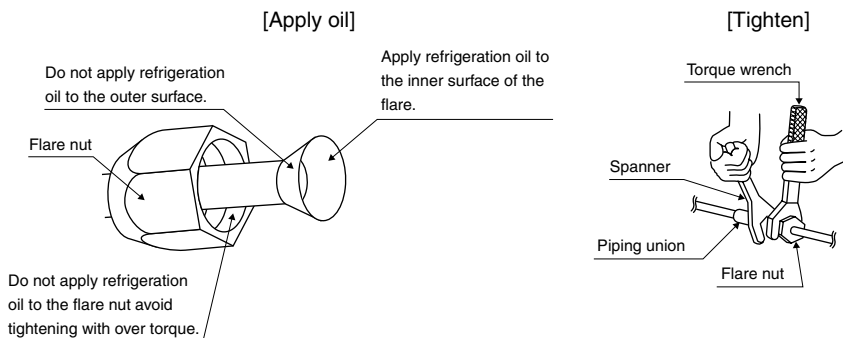 [Apply oil]
Do not apply refrigeration
oil to the outer surface.
Apply refrigeration oil to
the inner surface of the
flare.
Flare nut
Do not apply refrigeration
oil to the flare nut avoid
tightening with over torque.
[Tighten]
Torque wrench
Spanner
Piping union
Flare nut